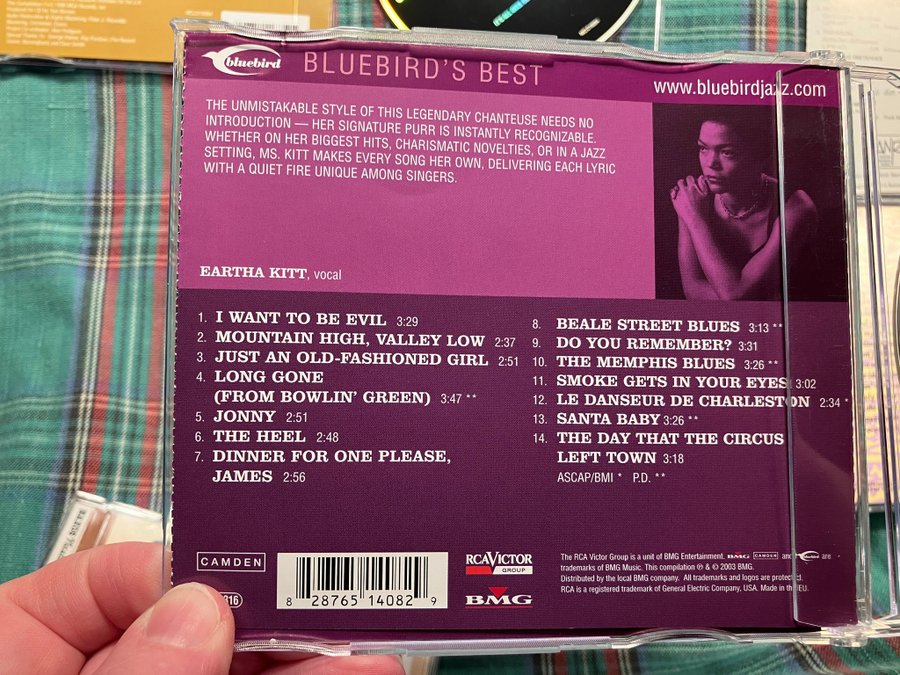 bluebird
BLUEBIRD'S BEST
www.bluebirdjazz.com
THE UNMISTAKABLE STYLE OF THIS LEGENDARY CHANTEUSE NEEDS NO
INTRODUCTION — HER SIGNATURE PURR IS INSTANTLY RECOGNIZABLE.
WHETHER ON HER BIGGEST HITS, CHARISMATIC NOVELTIES, OR IN A JAZZ
SETTING, MS. KITT MAKES EVERY SONG HER OWN, DELIVERING EACH LYRIC
WITH A QUIET FIRE UNIQUE AMONG SINGERS.
EARTHA KITT, vocal
1. I WANT TO BE EVIL 3:29
2. MOUNTAIN HIGH, VALLEY LOW 2:37
3. JUST AN OLD-FASHIONED GIRL 2:51
4. LONG GONE
(FROM BOWLIN' GREEN) 3:47 **
5. JONNY 2:51
6. THE HEEL 2:48
7. DINNER FOR ONE PLEASE,
JAMES 2:56
8. BEALE STREET BLUES 3:13 **
9. DO YOU REMEMBER? 3:31
10. THE MEMPHIS BLUES 3:26 **
11. SMOKE GETS IN YOUR EYES 3:02
12. LE DANSEUR DE CHARLESTON 2:34 *
13. SANTA BABY 3:26 **
14. THE DAY THAT THE CIRCUS
LEFT TOWN 3:18
ASCAP/BMI * P.D. **
CAMDEN
8 28765 14082 9
RCA VICTOR
GROUP
BMG
The RCA Victor Group is a unit of BMG Entertainment. BMG CAMDEN and bluebird are
trademarks of BMG Music. This compilation ℗ & © 2003 BMG.
Distributed by the local BMG company. All trademarks and logos are protected.
RCA is a registered trademark of General Electric Company, USA. Made in the EU.
316